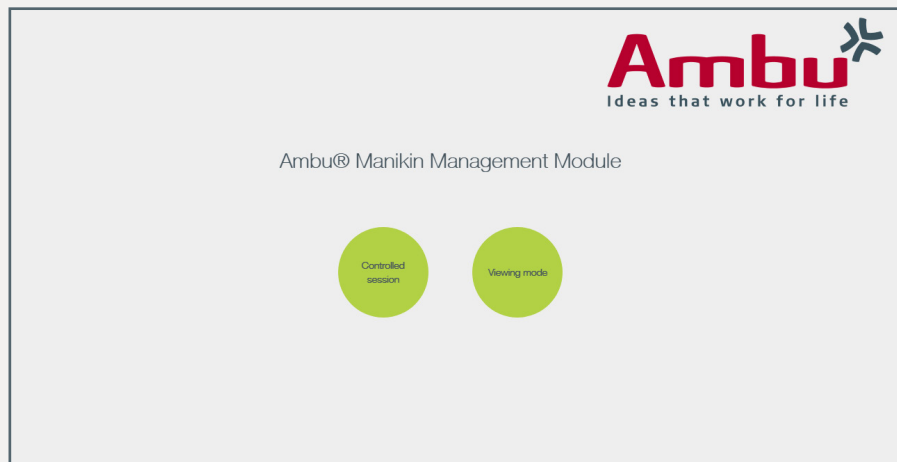 Ambu
Ideas that work for life
Ambu® Manikin Management Module
Controlled
session
Viewing mode